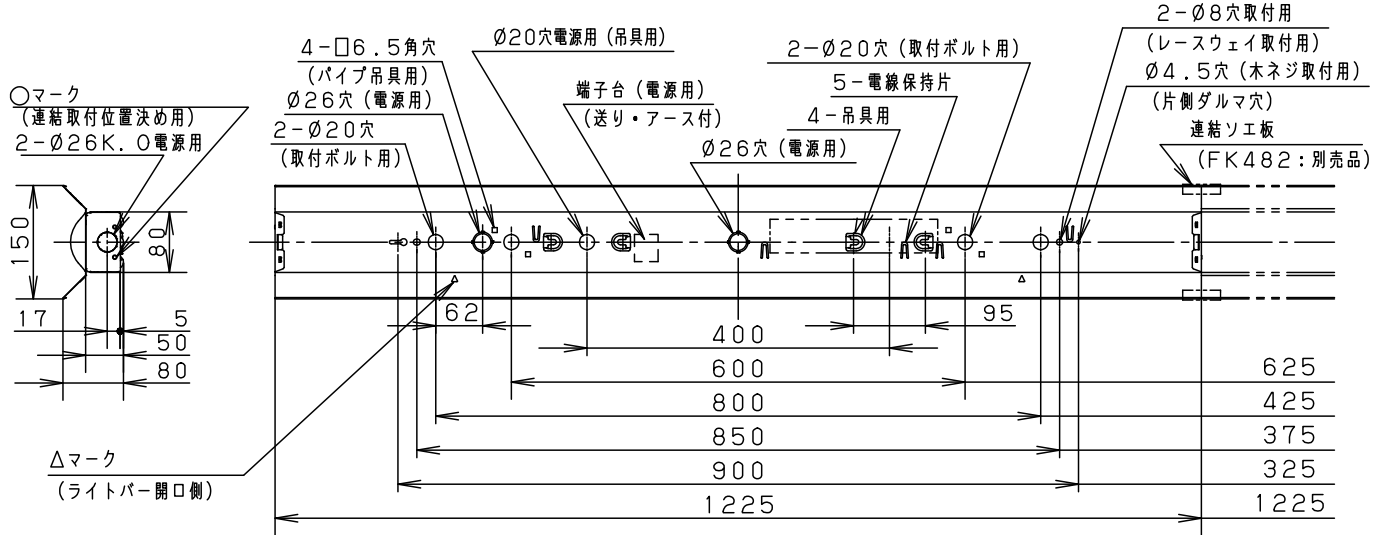 2-Ø8穴取付用
(レースウェイ取付用)
Ø20穴電源用(吊具用)
4-□6.5角穴
(パイプ吊具用)
2-Ø20穴(取付ボルト用)
Ø4.5穴(木ネジ取付用)
(片側ダルマ穴)
○マーク
(連結取付位置決め用)
2-Ø26K.O電源用
Ø26穴(電源用)
端子台(電源用)
(送り・アース付)
5-電線保持片
4-吊具用
2-Ø20穴
(取付ボルト用)
Ø26穴(電源用)
連結ソエ板
(FK482:別売品)
150
80
17
5
50
80
62
95
400
600
625
800
425
850
375
900
325
1225
1225
△マーク
(ライトバー開口側)